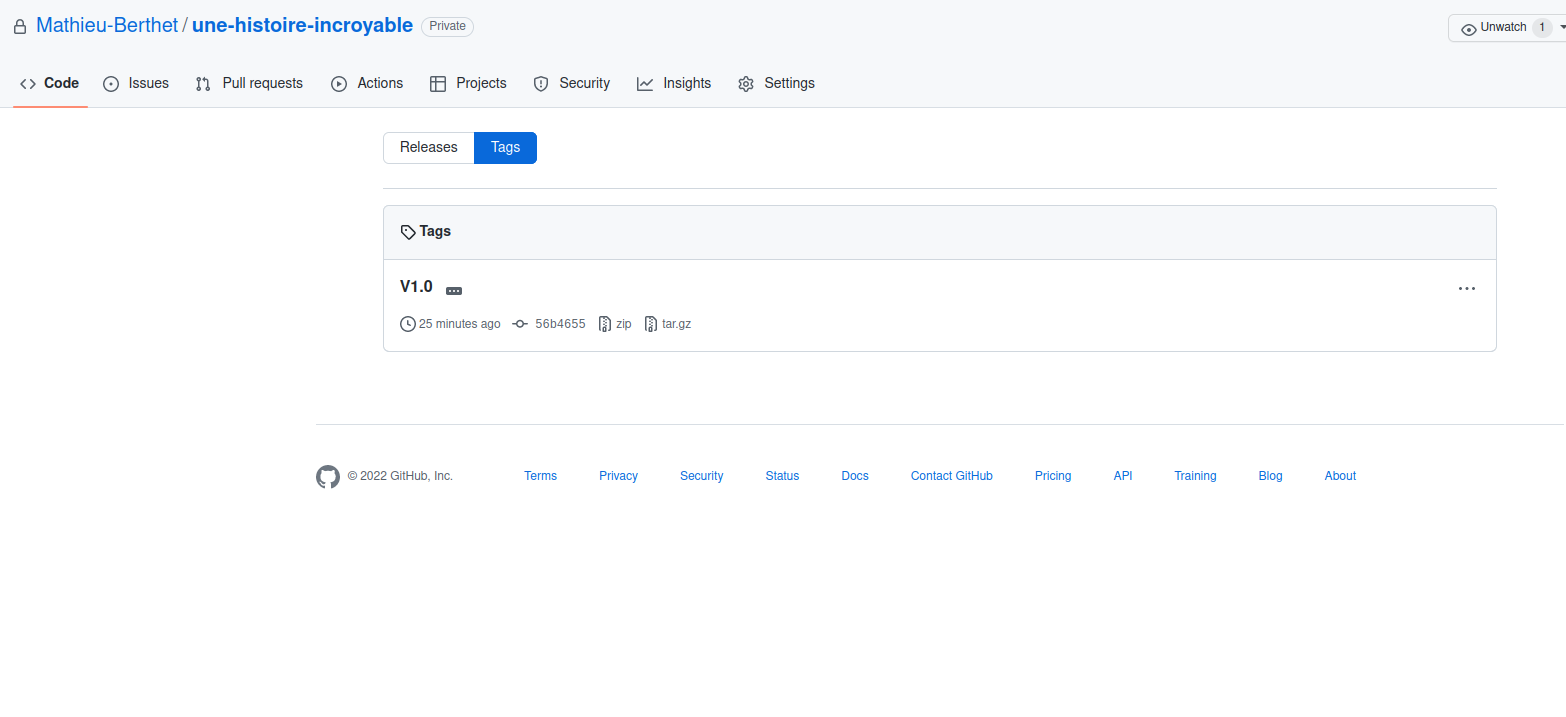 Mathieu-Berthet / une-histoire-incroyable Private Unwatch 1
Code Issues Pull requests Actions Projects Security Insights Settings
Releases Tags
Tags
V1.0
25 minutes ago 56b4655 zip tar.gz
© 2022 GitHub, Inc. Terms Privacy Security Status Docs Contact GitHub Pricing API Training Blog About